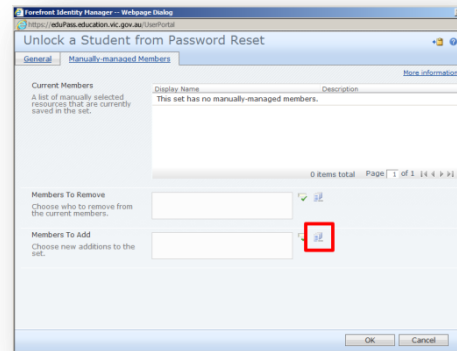 Forefront Identity Manager -- Webpage Dialog
https://eduPass.education.vic.gov.au/UserPortal
Unlock a Student from Password Reset
General Manually-managed Members
More information
Current Members
A list of manually selected
resources that are currently
saved in the set.
Display Name Description
This set has no manually-managed members.
0 items total Page 1 of 1
Members To Remove
Choose who to remove from
the current members.
Members To Add
Choose new additions to the
set.
OK Cancel